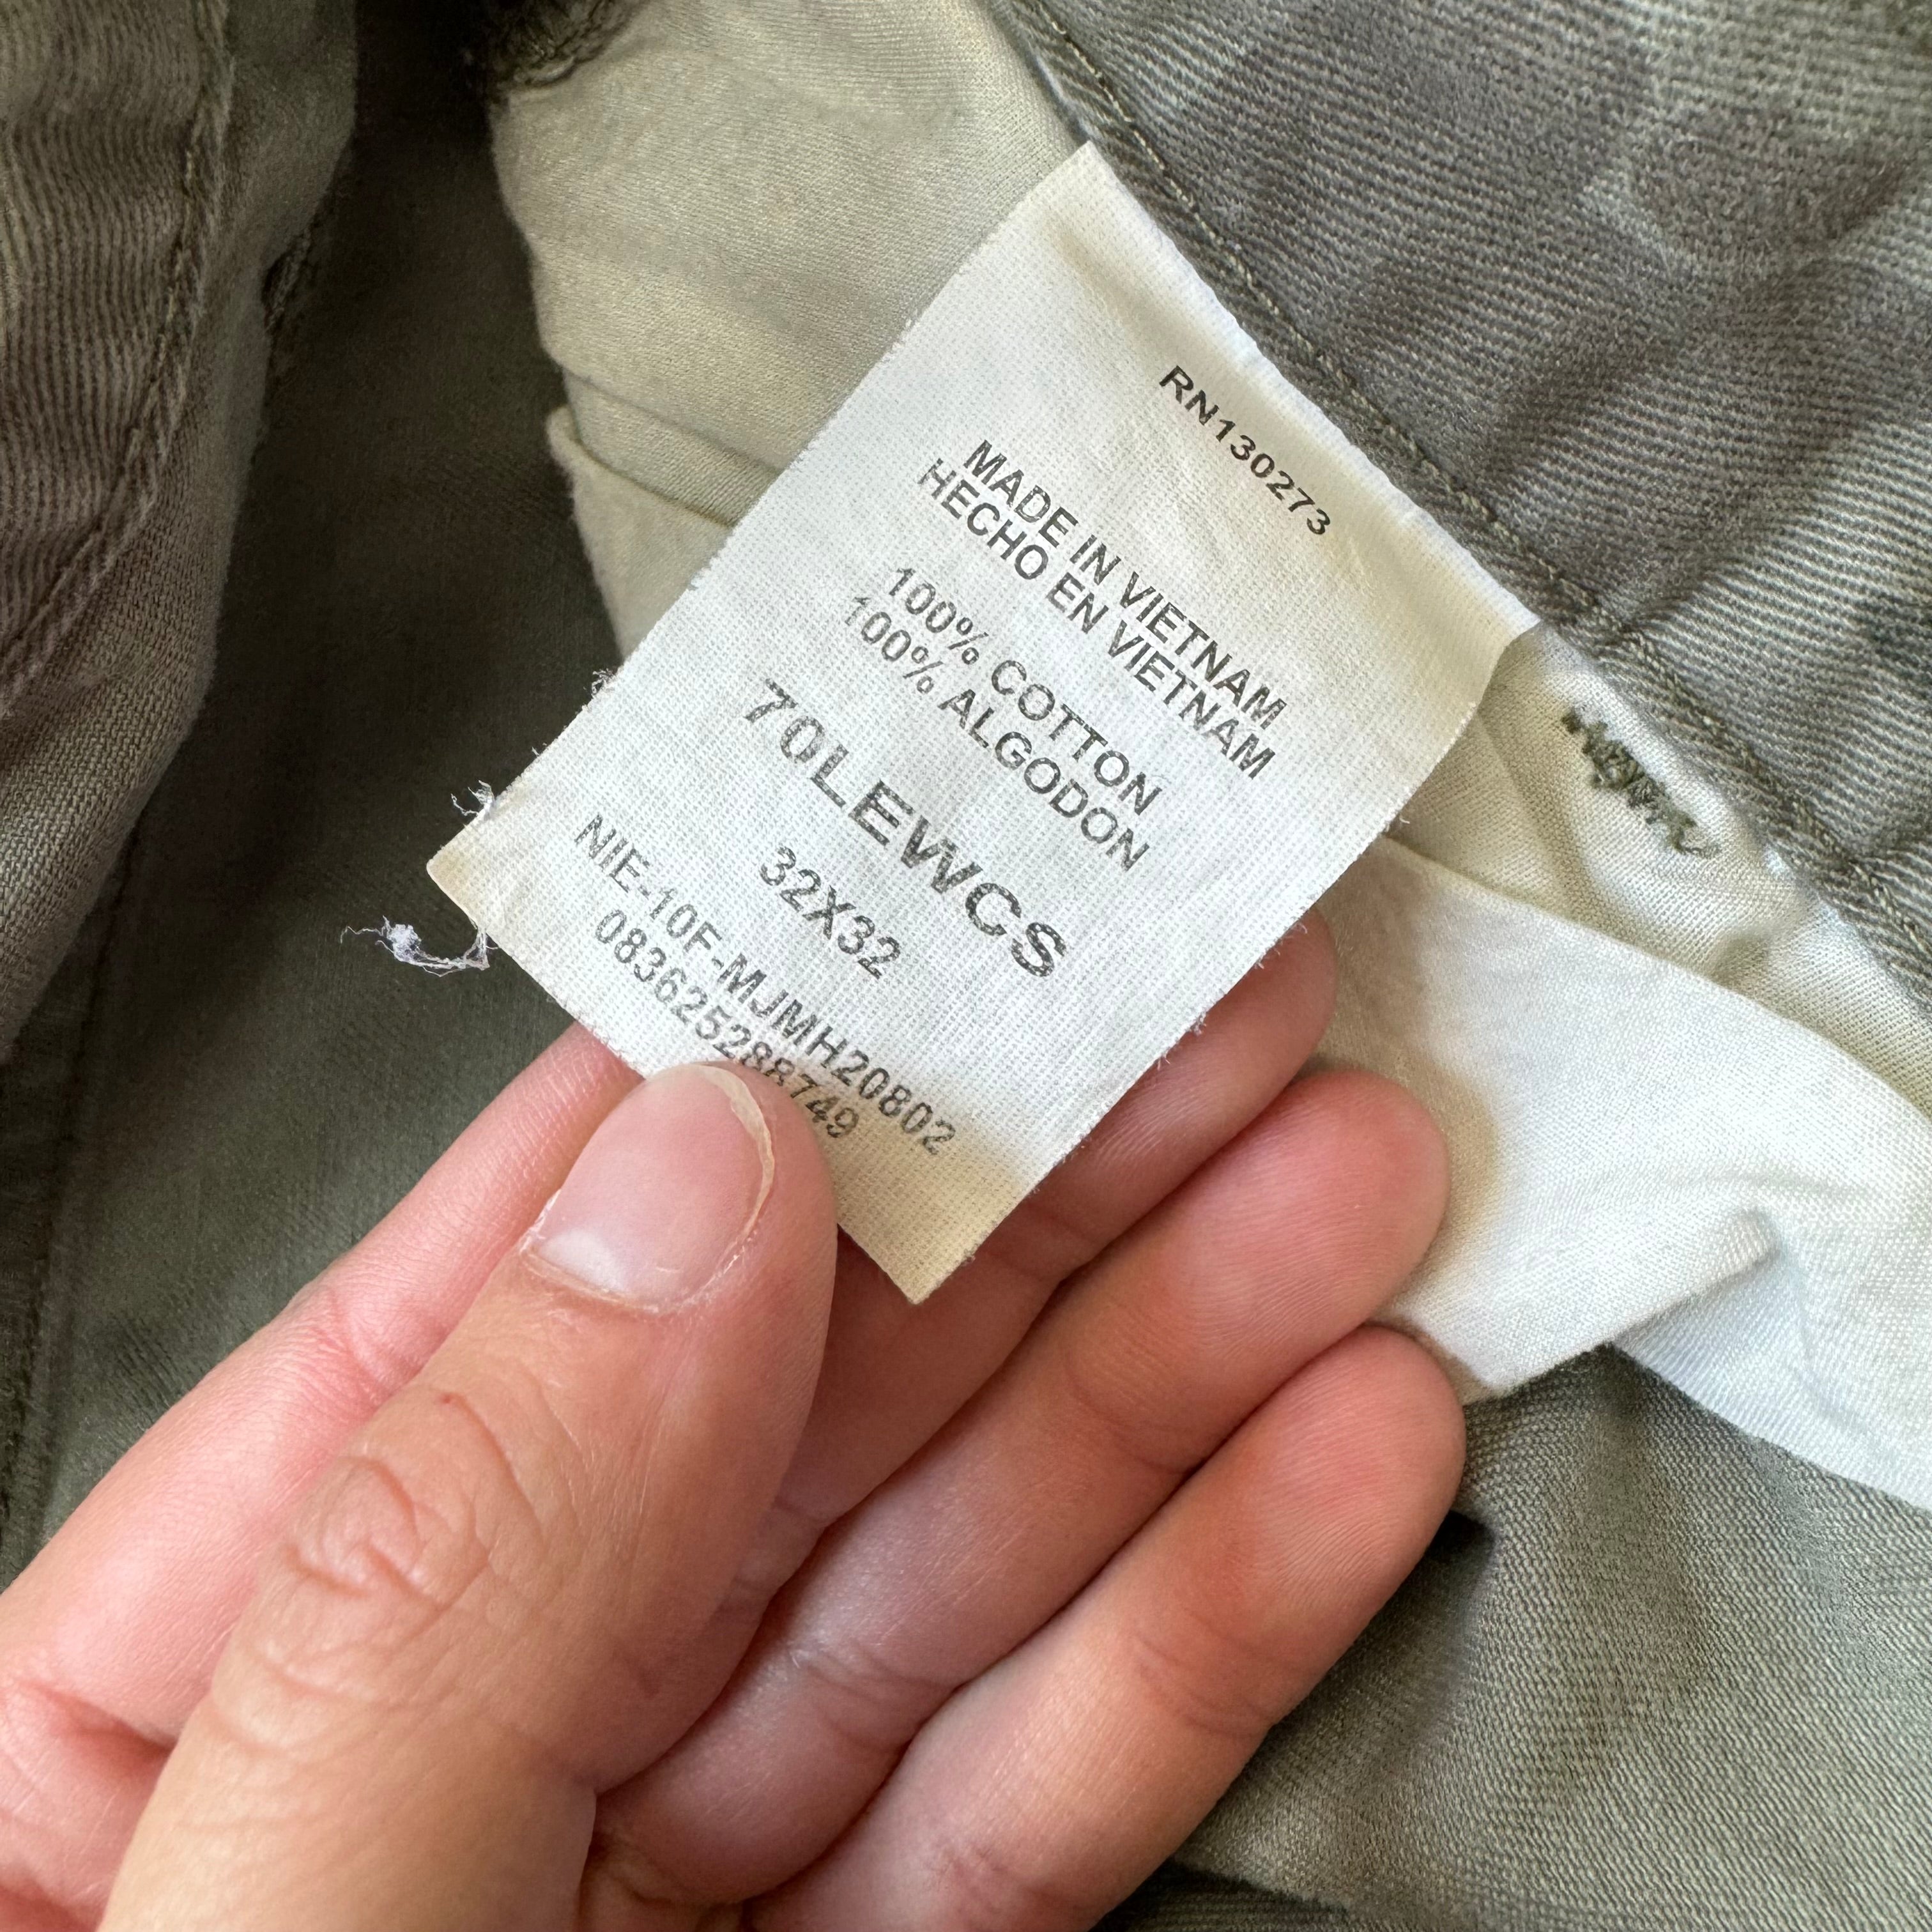 RN130273
MADE IN VIETNAM
HECHO EN VIETNAM
100% COTTON
100% ALGODON
70LEWCS
32X32
NIE-10F-MJMH20802
083625288749